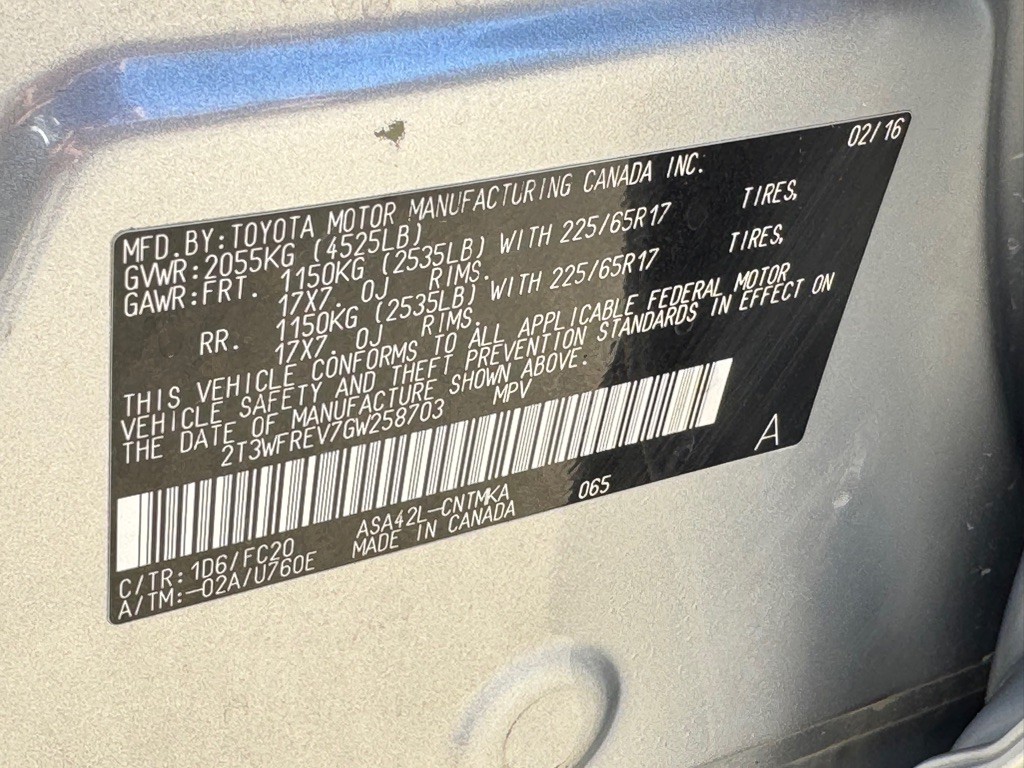 02/16
MFD.BY:TOYOTA MOTOR MANUFACTURING CANADA INC.
GVWR:2055KG (4525LB)
GAWR:FRT. 1150KG (2535LB) WITH 225/65R17 TIRES,
17X7. 0J RIMS.
RR. 1150KG (2535LB) WITH 225/65R17 TIRES,
17X7. 0J RIMS.
THIS VEHICLE CONFORMS TO ALL APPLICABLE FEDERAL MOTOR
VEHICLE SAFETY AND THEFT PREVENTION STANDARDS IN EFFECT ON
THE DATE OF MANUFACTURE SHOWN ABOVE:
2T3WFREV7GW258703 MPV
A
ASA42L-CNTMKA 065
C/TR:1D6/FC20 MADE IN CANADA
A/TM:-02A/U760E